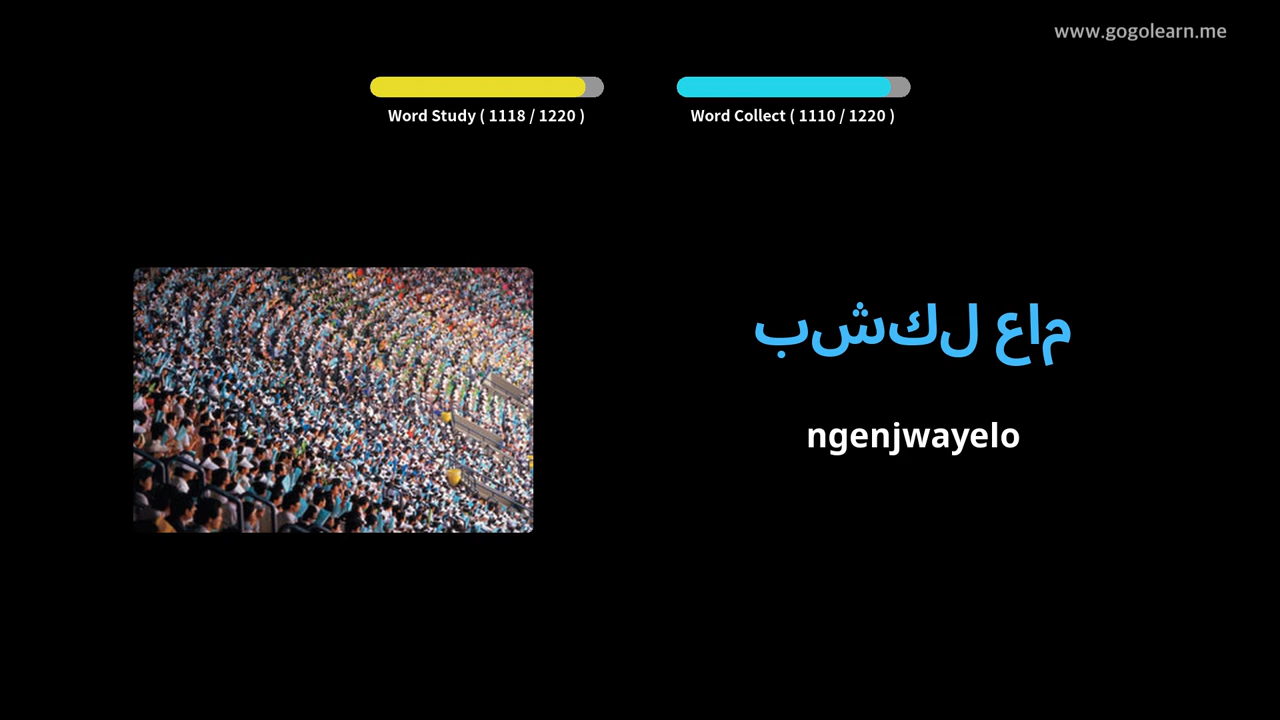 www.gogolearn.me
Word Study ( 1118 / 1220 )
Word Collect ( 1110 / 1220 )
بشكل عام
ngenjwayelo